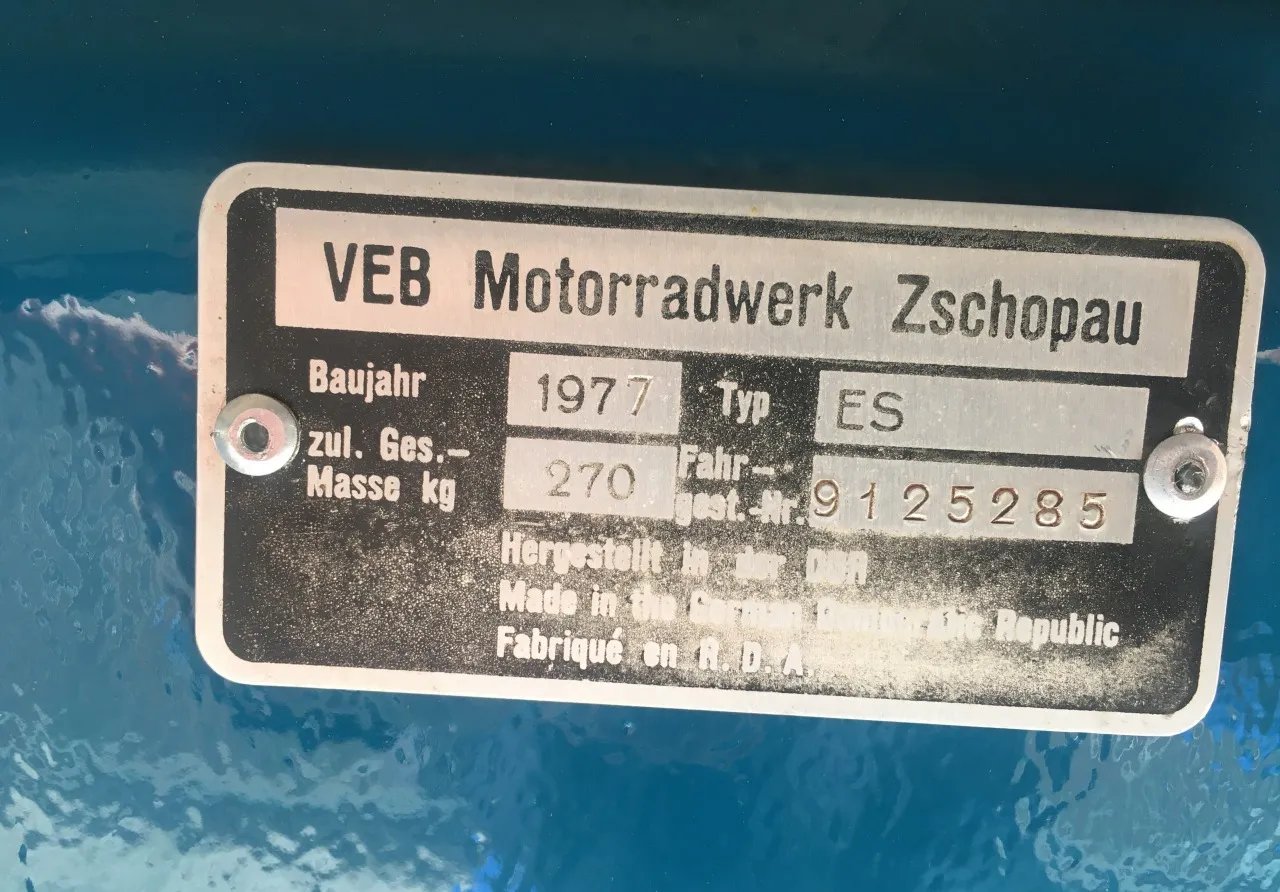 VEB Motorradwerk Zschopau
Baujahr 1977 Typ ES
zul. Ges.-
Masse kg 270 Fahr-
gest.-Nr. 9125285
Hergestellt in der DDR
Made in the German Democratic Republic
Fabriqué en R.D.A.